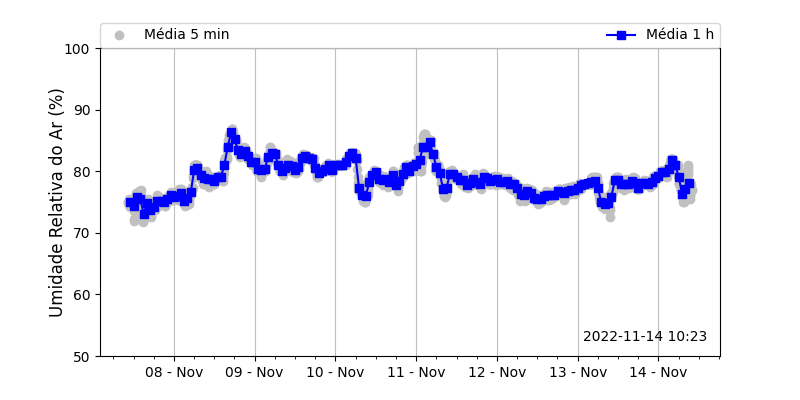 Média 5 min
Média 1 h
100
90
80
70
60
50
Umidade Relativa do Ar (%)
2022-11-14 10:23
08 - Nov
09 - Nov
10 - Nov
11 - Nov
12 - Nov
13 - Nov
14 - Nov